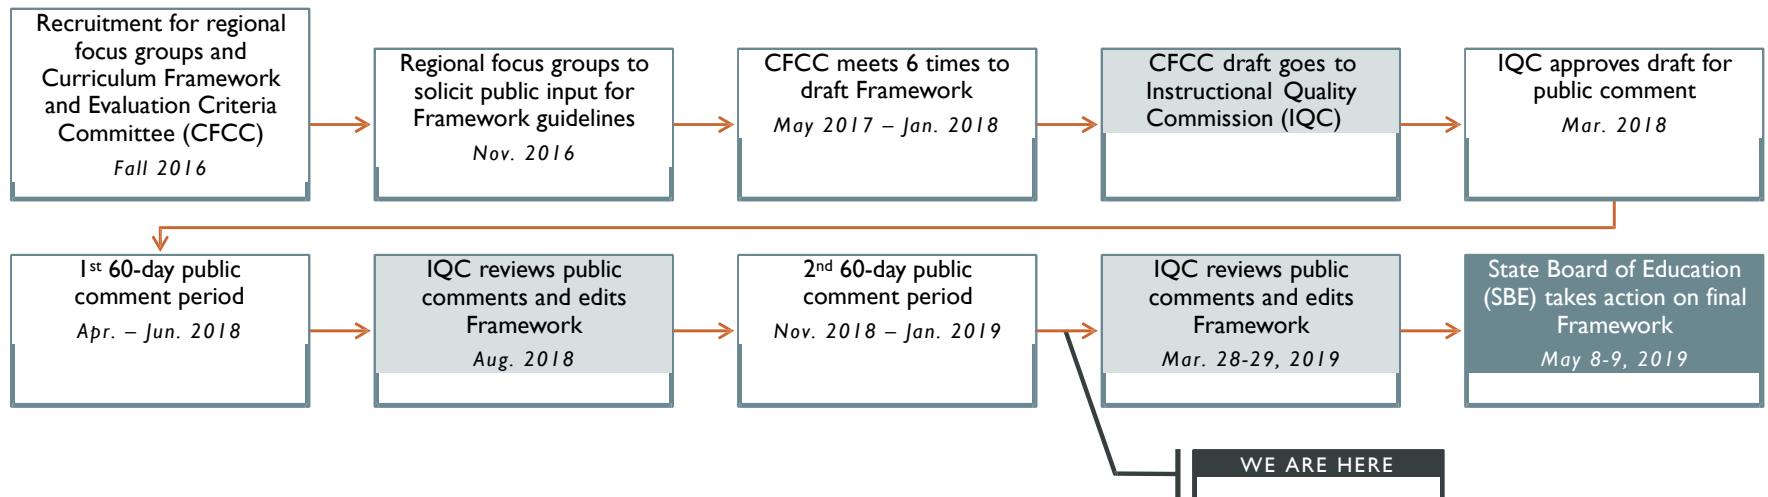 Recruitment for regional
focus groups and
Curriculum Framework
and Evaluation Criteria
Committee (CFCC)
Fall 2016
Regional focus groups to
solicit public input for
Framework guidelines
Nov. 2016
CFCC meets 6 times to
draft Framework
May 2017 – Jan. 2018
CFCC draft goes to
Instructional Quality
Commission (IQC)
IQC approves draft for
public comment
Mar. 2018
1st 60-day public
comment period
Apr. – Jun. 2018
IQC reviews public
comments and edits
Framework
Aug. 2018
2nd 60-day public
comment period
Nov. 2018 – Jan. 2019
IQC reviews public
comments and edits
Framework
Mar. 28-29, 2019
State Board of Education
(SBE) takes action on final
Framework
May 8-9, 2019
WE ARE HERE